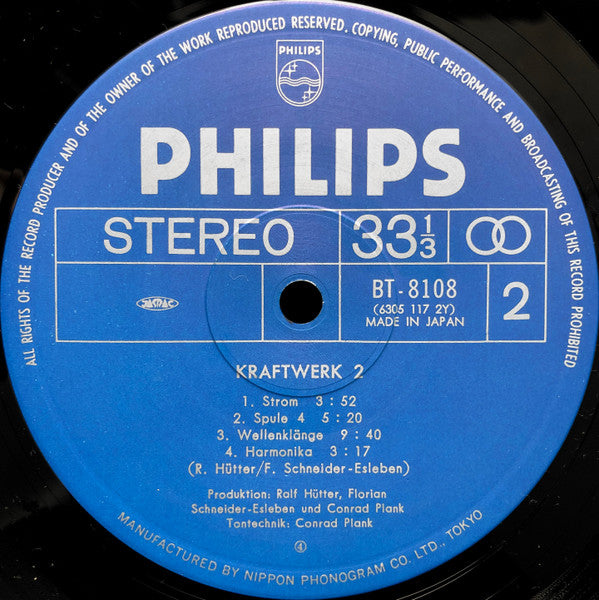 ALL RIGHTS OF THE RECORD PRODUCER AND OF THE OWNER OF THE WORK REPRODUCED RESERVED. COPYING, PUBLIC PERFORMANCE AND BROADCASTING OF THIS RECORD PROHIBITED
PHILIPS
PHILIPS
STEREO 33 1/3
JASRAC BT-8108 2
(6305 117 2Y)
MADE IN JAPAN
KRAFTWERK 2
1. Strom 3 : 52
2. Spule 4 5 : 20
3. Wellenklänge 9 : 40
4. Harmonika 3 : 17
(R. Hütter/F. Schneider-Esleben)
Produktion: Ralf Hütter, Florian
Schneider-Esleben und Conrad Plank
Tontechnik: Conrad Plank
④
MANUFACTURED BY NIPPON PHONOGRAM CO. LTD., TOKYO